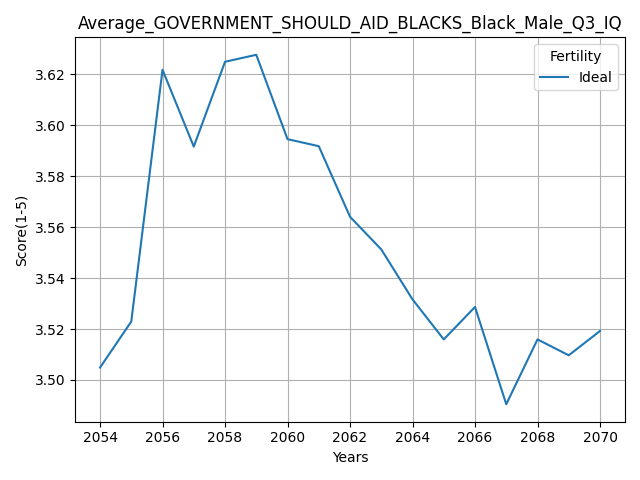 Average_GOVERNMENT_SHOULD_AID_BLACKS_Black_Male_Q3_IQ
Fertility
Ideal
3.62
3.60
3.58
3.56
3.54
3.52
3.50
Score(1-5)
2054 2056 2058 2060 2062 2064 2066 2068 2070
Years